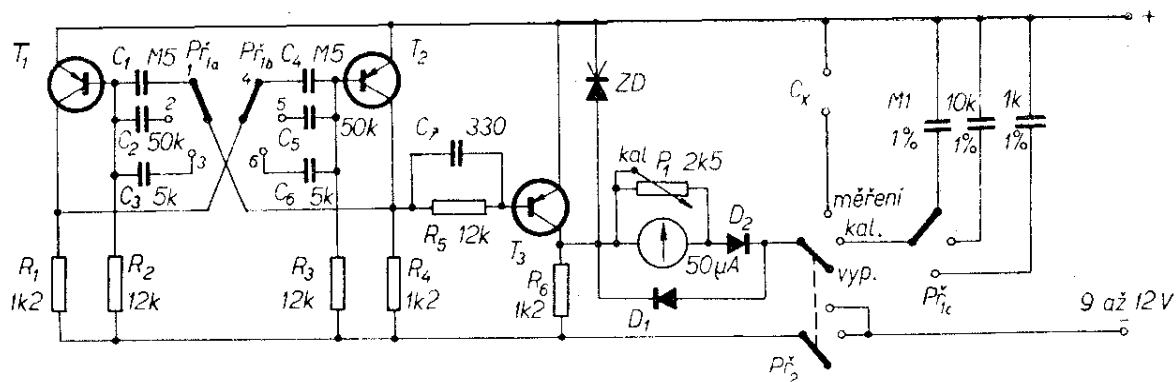 T₁
C₁
M5
Př₁ₐ
1
Př₁b
4
C₄
M5
T₂
2
C₂
50k
3
C₃
5k
5
C₅
50k
6
C₆
5k
C₇
330
R₅
12k
T₃
ZD
kal
P₁
2k5
50µA
D₂
D₁
Cₓ
měření
kal.
vyp.
Př₂
M1
1%
10k
1%
1k
1%
Př₁c
R₁
1k2
R₂
12k
R₃
12k
R₄
1k2
R₆
1k2
+
9 až 12V
−